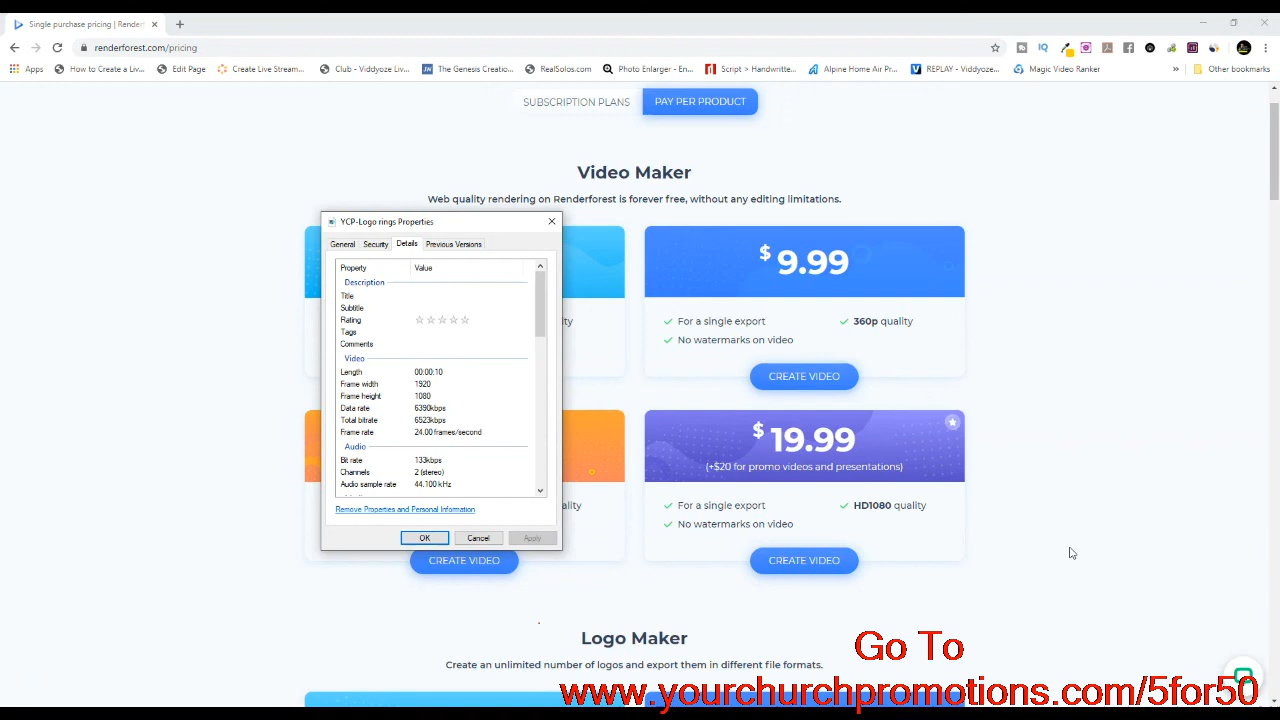 Single purchase pricing | Renderf
renderforest.com/pricing
Apps
How to Create a Liv...
Edit Page
Create Live Stream...
Club - Viddyoze Liv...
The Genesis Creatio...
RealSolos.com
Photo Enlarger - En...
Script > Handwritte...
Alpine Home Air Pr...
REPLAY - Viddyoze...
Magic Video Ranker
»
Other bookmarks
SUBSCRIPTION PLANS
PAY PER PRODUCT
Video Maker
Web quality rendering on Renderforest is forever free, without any editing limitations.
YCP-Logo rings Properties
General
Security
Details
Previous Versions
Property
Value
Description
Title
Subtitle
Rating
Tags
Comments
Video
Length
00:00:10
Frame width
1920
Frame height
1080
Data rate
6390kbps
Total bitrate
6523kbps
Frame rate
24.00 frames/second
Audio
Bit rate
133kbps
Channels
2 (stereo)
Audio sample rate
44.100 kHz
Remove Properties and Personal Information
OK
Cancel
Apply
lity
$ 9.99
For a single export
360p quality
No watermarks on video
CREATE VIDEO
ality
CREATE VIDEO
$ 19.99
(+$20 for promo videos and presentations)
For a single export
HD1080 quality
No watermarks on video
CREATE VIDEO
Logo Maker
Create an unlimited number of logos and export them in different file formats.
Go To
www.yourchurchpromotions.com/5for50